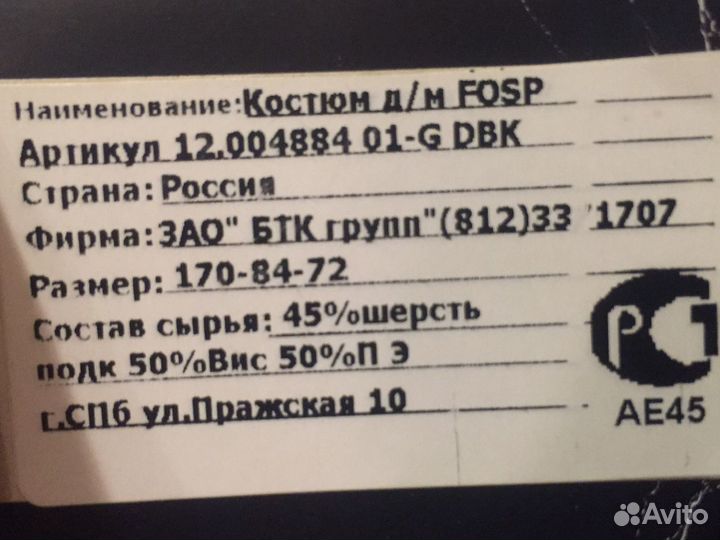 Наименование:Костюм д/м FOSP
Артикул 12.004884 01-G DBK
Страна: Россия
Фирма: ЗАО" БТК групп"(812)33 1707
Размер: 170-84-72
Состав сырья: 45%шерсть
подк 50%Вис 50%П Э
г.СПб ул.Пражская 10
РСТ
АЕ45
Avito